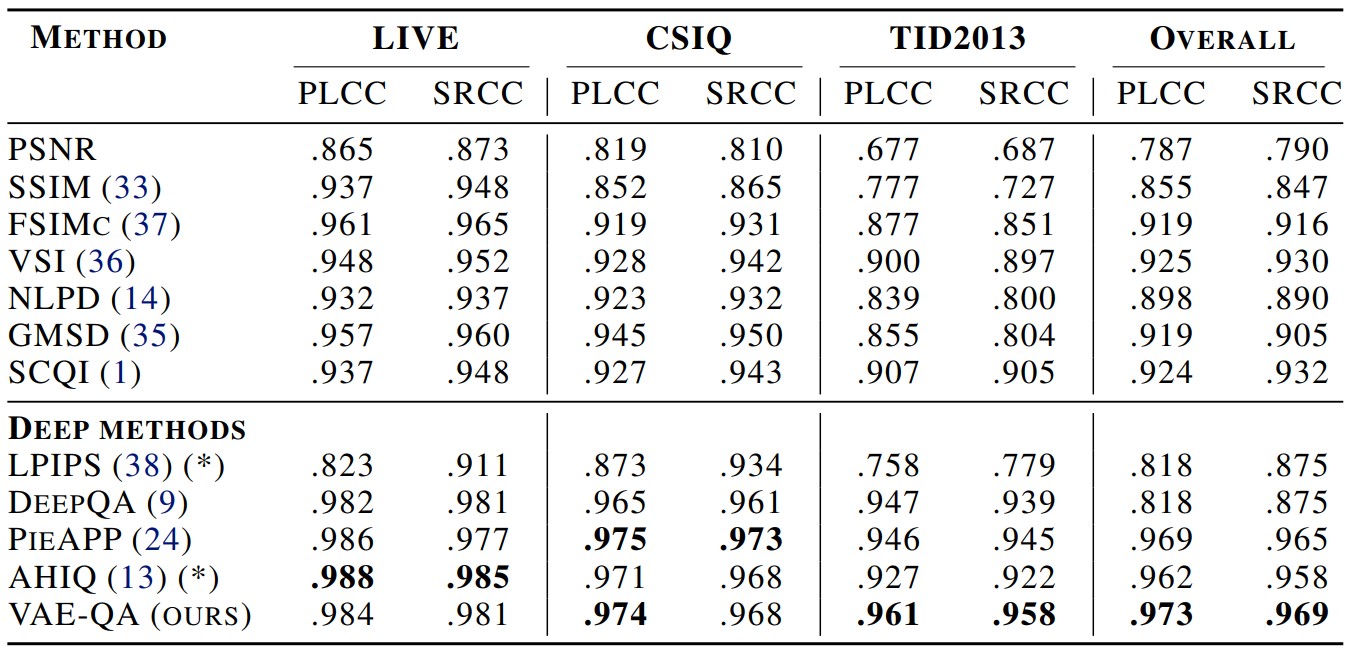 METHOD LIVE CSIQ TID2013 OVERALL
PLCC SRCC PLCC SRCC PLCC SRCC PLCC SRCC
PSNR .865 .873 .819 .810 .677 .687 .787 .790
SSIM (33) .937 .948 .852 .865 .777 .727 .855 .847
FSIMC (37) .961 .965 .919 .931 .877 .851 .919 .916
VSI (36) .948 .952 .928 .942 .900 .897 .925 .930
NLPD (14) .932 .937 .923 .932 .839 .800 .898 .890
GMSD (35) .957 .960 .945 .950 .855 .804 .919 .905
SCQI (1) .937 .948 .927 .943 .907 .905 .924 .932
DEEP METHODS
LPIPS (38) (*) .823 .911 .873 .934 .758 .779 .818 .875
DEEPQA (9) .982 .981 .965 .961 .947 .939 .818 .875
PIEAPP (24) .986 .977 .975 .973 .946 .945 .969 .965
AHIQ (13) (*) .988 .985 .971 .968 .927 .922 .962 .958
VAE-QA (OURS) .984 .981 .974 .968 .961 .958 .973 .969